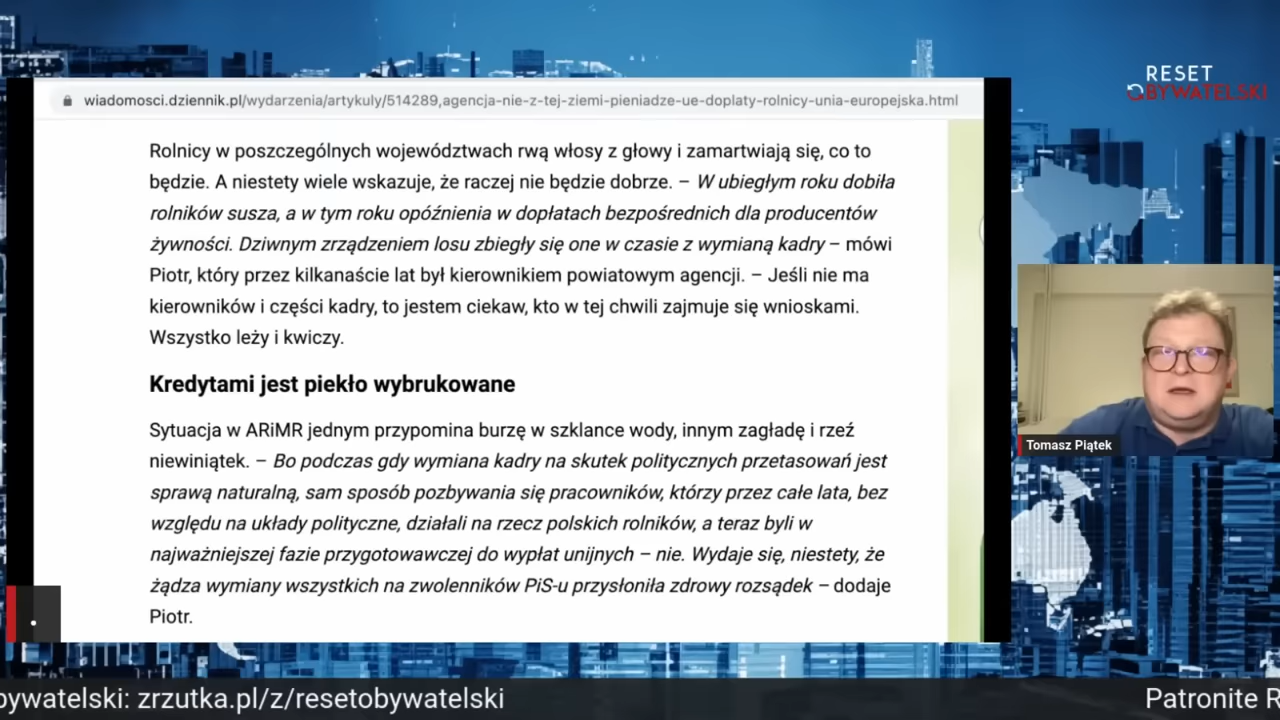 RESET
OBYWATELSKI
wiadomosci.dziennik.pl/wydarzenia/artykuly/514289,agencja-nie-z-tej-ziemi-pieniadze-ue-doplaty-rolnicy-unia-europejska.html
Rolnicy w poszczególnych województwach rwą włosy z głowy i zamartwiają się, co to
będzie. A niestety wiele wskazuje, że raczej nie będzie dobrze. – W ubiegłym roku dobiła
rolników susza, a w tym roku opóźnienia w dopłatach bezpośrednich dla producentów
żywności. Dziwnym zrządzeniem losu zbiegły się one w czasie z wymianą kadry – mówi
Piotr, który przez kilkanaście lat był kierownikiem powiatowym agencji. – Jeśli nie ma
kierowników i części kadry, to jestem ciekaw, kto w tej chwili zajmuje się wnioskami.
Wszystko leży i kwiczy.
Kredytami jest piekło wybrukowane
Sytuacja w ARiMR jednym przypomina burzę w szklance wody, innym zagładę i rzeź
niewiniątek. – Bo podczas gdy wymiana kadry na skutek politycznych przetasowań jest
sprawą naturalną, sam sposób pozbywania się pracowników, którzy przez całe lata, bez
względu na układy polityczne, działali na rzecz polskich rolników, a teraz byli w
najważniejszej fazie przygotowawczej do wypłat unijnych – nie. Wydaje się, niestety, że
żądza wymiany wszystkich na zwolenników PiS-u przysłoniła zdrowy rozsądek – dodaje
Piotr.
Tomasz Piątek
.
bywatelski: zrzutka.pl/z/resetobywatelski
Patronite R